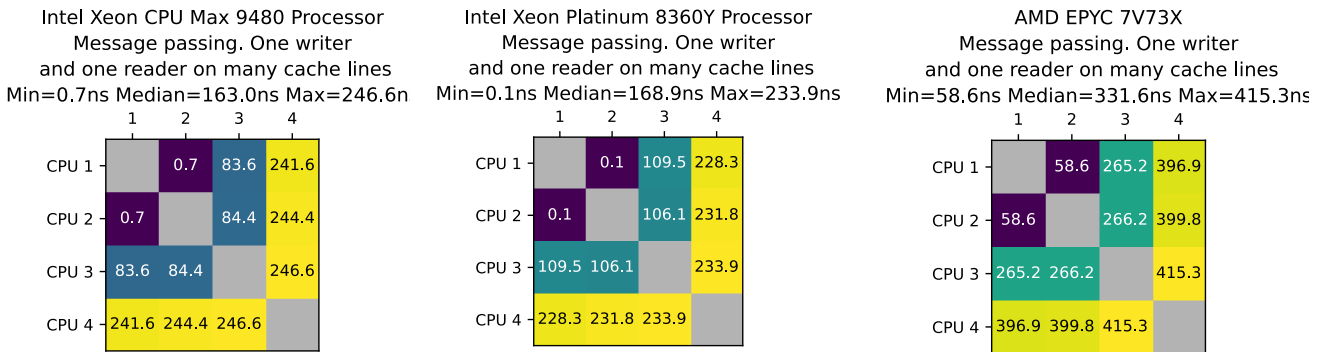 Intel Xeon CPU Max 9480 Processor
Message passing. One writer
and one reader on many cache lines
Min=0.7ns Median=163.0ns Max=246.6n
1 2 3 4
CPU 1 0.7 83.6 241.6
CPU 2 0.7 84.4 244.4
CPU 3 83.6 84.4 246.6
CPU 4 241.6 244.4 246.6
Intel Xeon Platinum 8360Y Processor
Message passing. One writer
and one reader on many cache lines
Min=0.1ns Median=168.9ns Max=233.9ns
1 2 3 4
CPU 1 0.1 109.5 228.3
CPU 2 0.1 106.1 231.8
CPU 3 109.5 106.1 233.9
CPU 4 228.3 231.8 233.9
AMD EPYC 7V73X
Message passing. One writer
and one reader on many cache lines
Min=58.6ns Median=331.6ns Max=415.3ns
1 2 3 4
CPU 1 58.6 265.2 396.9
CPU 2 58.6 266.2 399.8
CPU 3 265.2 266.2 415.3
CPU 4 396.9 399.8 415.3